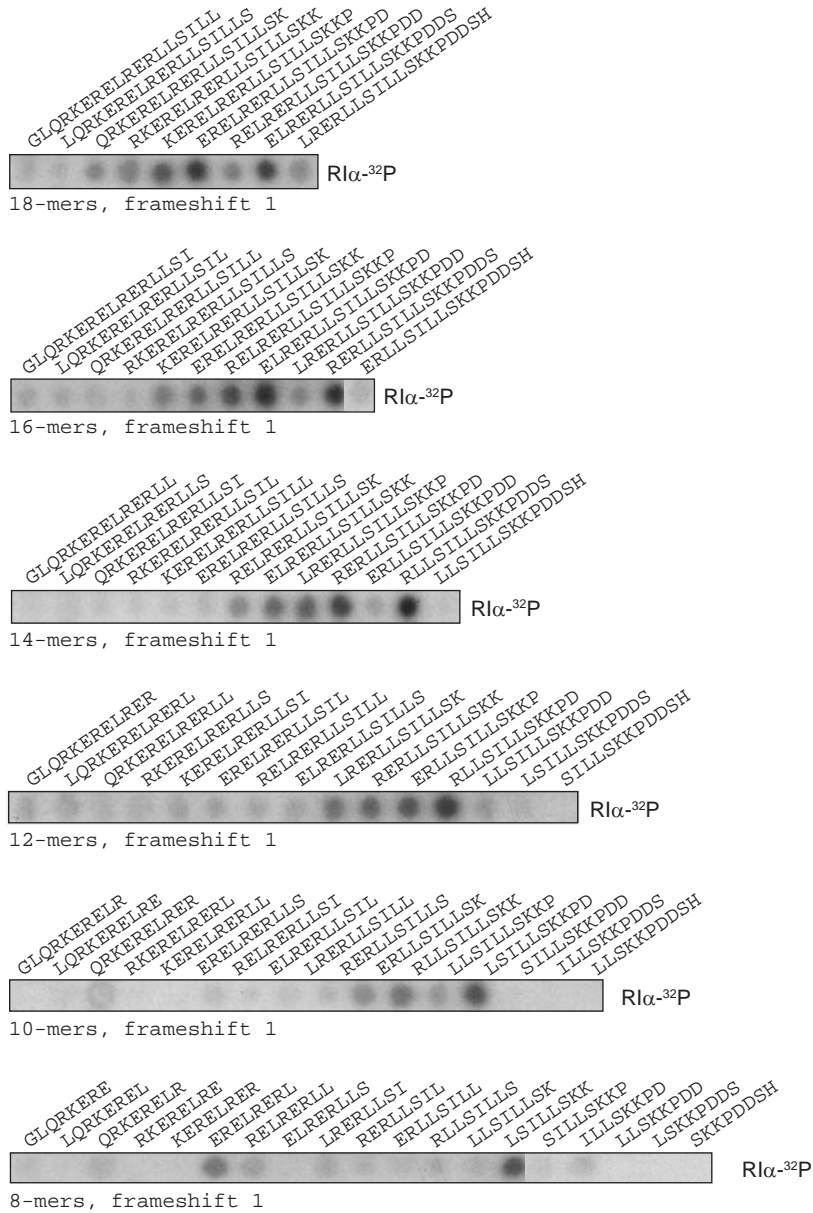 GLQRKERELRERLLSILL
LQRKERELRERLLSILLS
QRKERELRERLLSILLSK
RKERELRERLLSILLSKK
KERELRERLLSILLSKKP
ERELRERLLSILLSKKPD
RELRERLLSILLSKKPDD
ELRERLLSILLSKKPDDS
LRERLLSILLSKKPDDSH
RIα-³²P
18-mers, frameshift 1
GLQRKERELRERLLSI
LQRKERELRERLLSIL
QRKERELRERLLSILL
RKERELRERLLSILLS
KERELRERLLSILLSK
ERELRERLLSILLSKK
RELRERLLSILLSKKP
ELRERLLSILLSKKPD
LRERLLSILLSKKPDD
RERLLSILLSKKPDDS
ERLLSILLSKKPDDSH
RIα-³²P
16-mers, frameshift 1
GLQRKERELRERLL
LQRKERELRERLLS
QRKERELRERLLSI
RKERELRERLLSIL
KERELRERLLSILL
ERELRERLLSILLS
RELRERLLSILLSK
ELRERLLSILLSKK
LRERLLSILLSKKP
RERLLSILLSKKPD
ERLLSILLSKKPDD
RLLSILLSKKPDDS
LLSILLSKKPDDSH
RIα-³²P
14-mers, frameshift 1
GLQRKERELRER
LQRKERELRERL
QRKERELRERLL
RKERELRERLLS
KERELRERLLSI
ERELRERLLSIL
RELRERLLSILL
ELRERLLSILLS
LRERLLSILLSK
RERLLSILLSKK
ERLLSILLSKKP
RLLSILLSKKPD
LLSILLSKKPDD
LSILLSKKPDDS
SILLSKKPDDSH
RIα-³²P
12-mers, frameshift 1
GLQRKERELR
LQRKERELRE
QRKERELRER
RKERELRERL
KERELRERLL
ERELRERLLS
RELRERLLSI
ELRERLLSIL
LRERLLSILL
RERLLSILLS
ERLLSILLSK
RLLSILLSKK
LLSILLSKKP
LSILLSKKPD
SILLSKKPDD
ILLSKKPDDS
LLSKKPDDSH
RIα-³²P
10-mers, frameshift 1
GLQRKERE
LQRKEREL
QRKERELR
RKERELRE
KERELRER
ERELRERL
RELRERLL
ELRERLLS
LRERLLSI
RERLLSIL
ERLLSILL
RLLSILLS
LLSILLSK
LSILLSKK
SILLSKKP
ILLSKKPD
LLSKKPDD
LSKKPDDS
SKKPDDSH
RIα-³²P
8-mers, frameshift 1